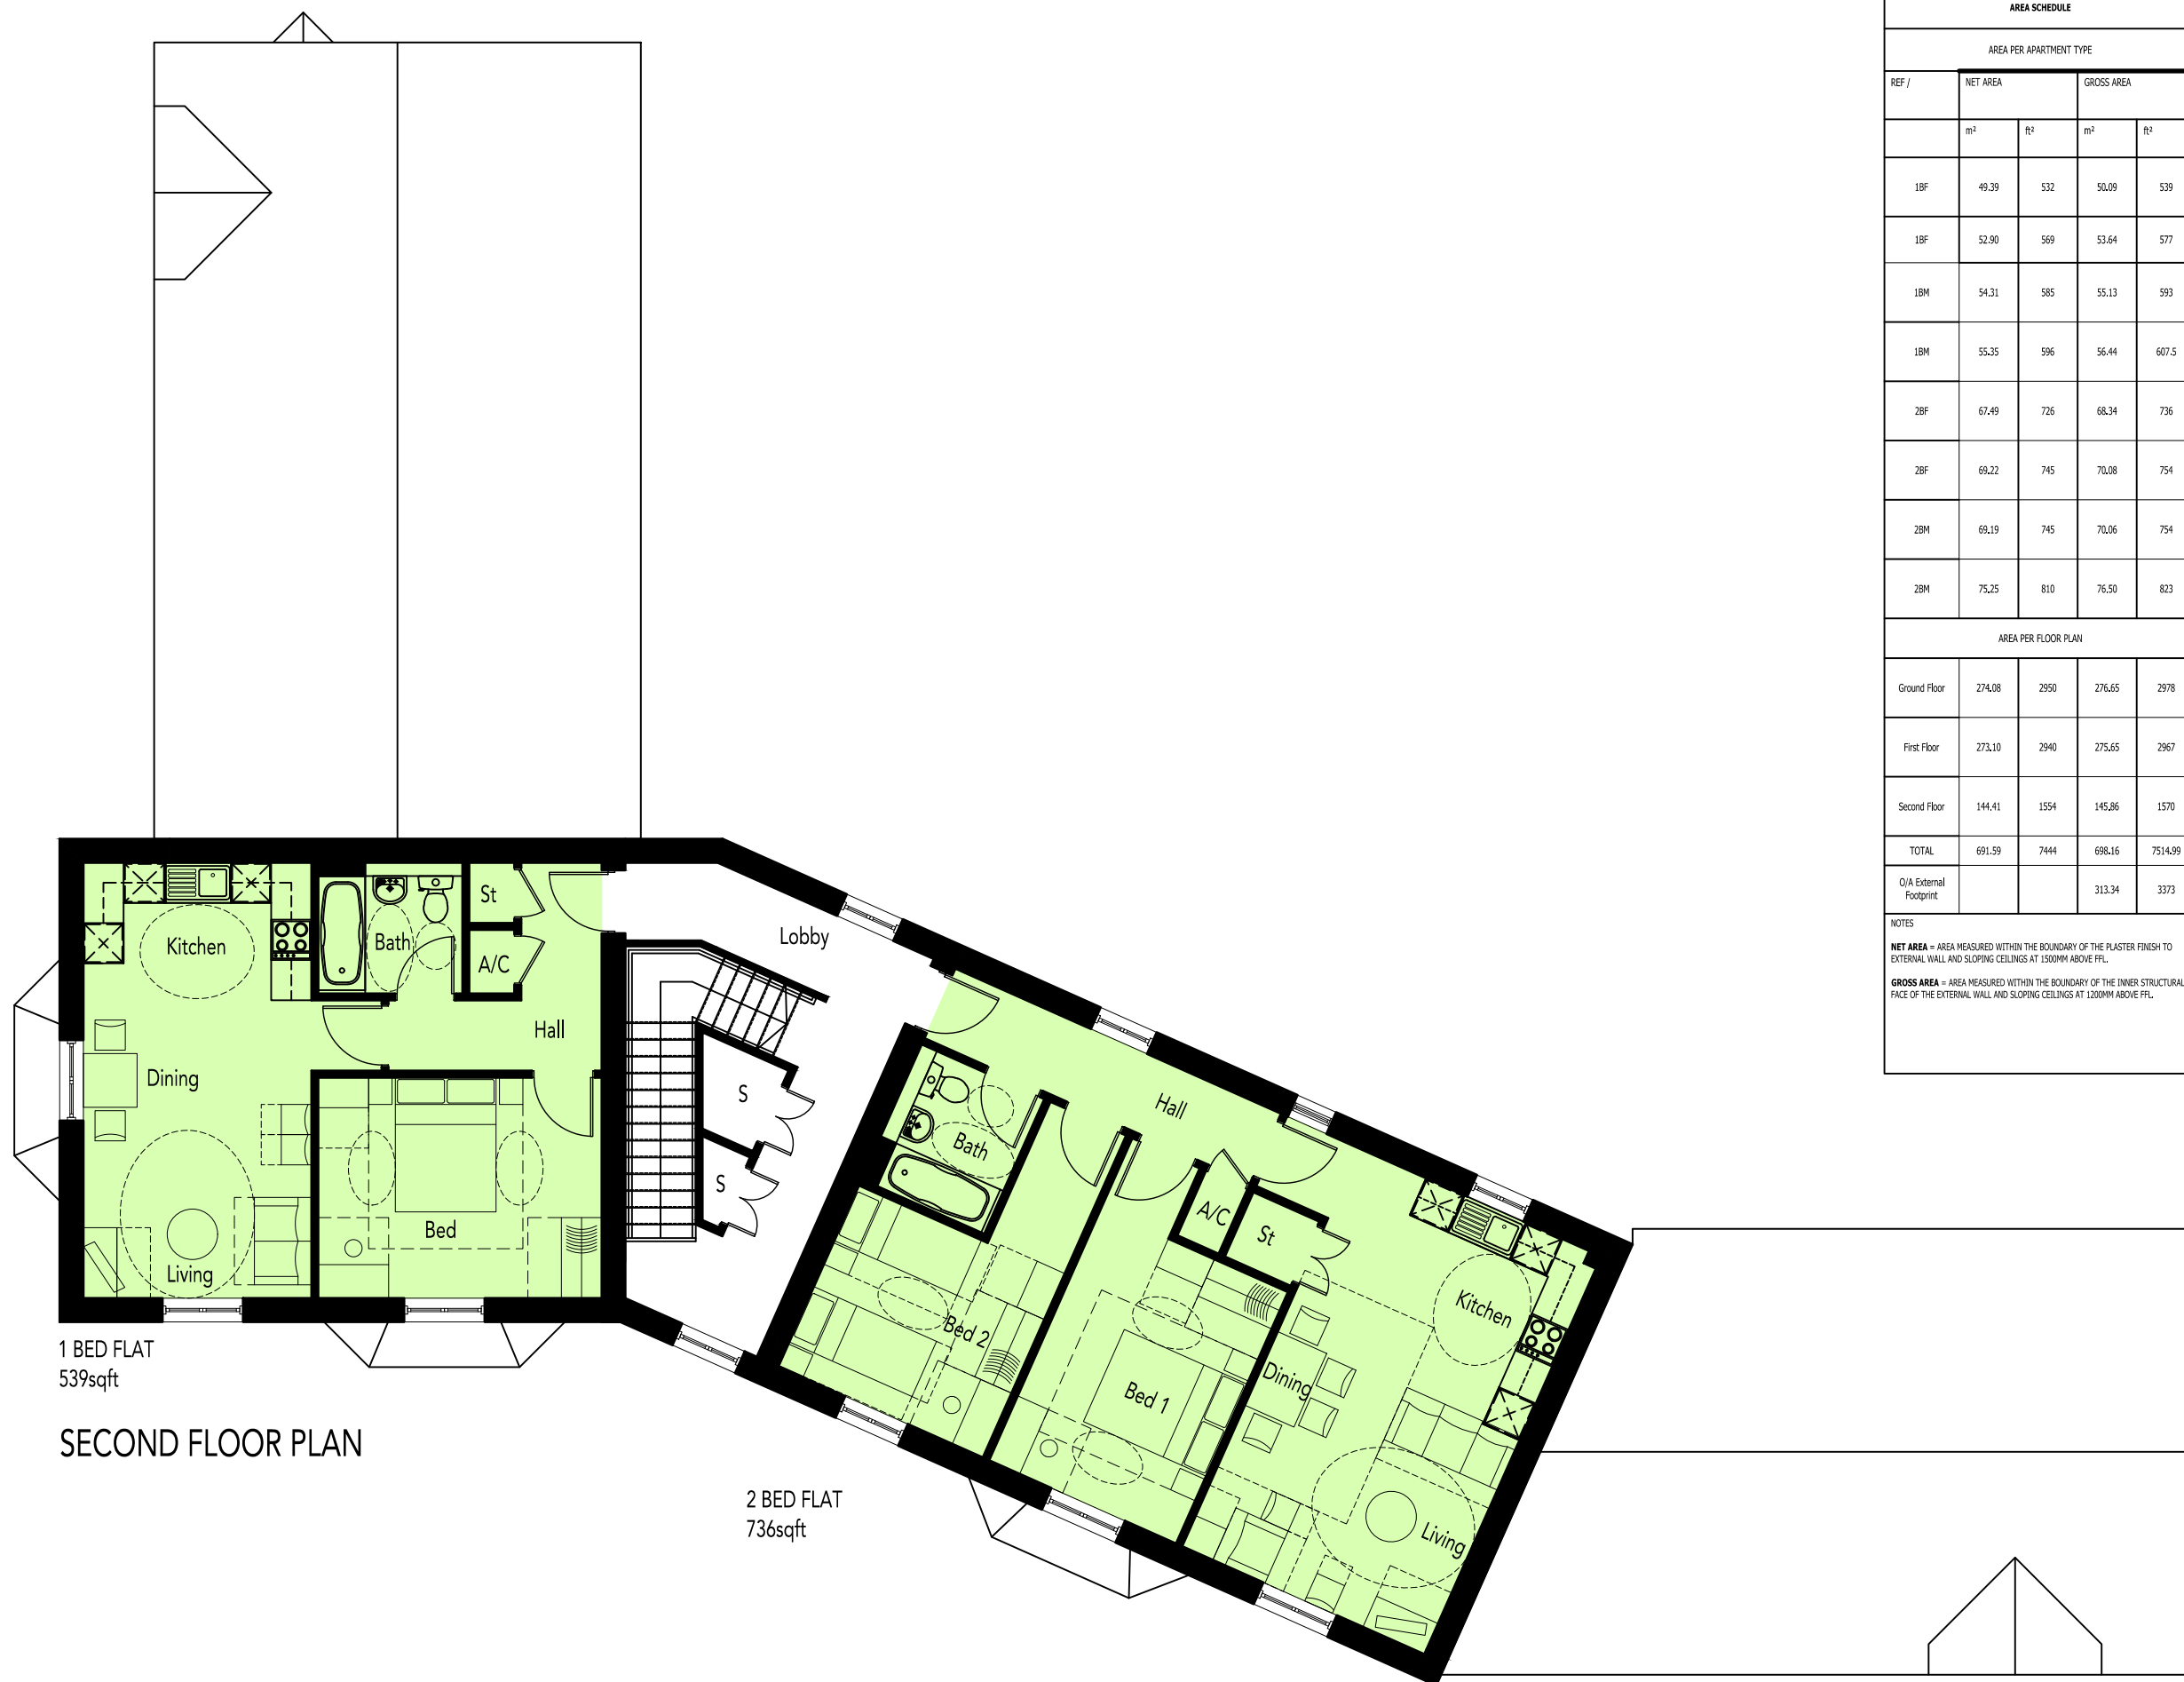 AREA SCHEDULE
AREA PER APARTMENT TYPE
REF / NET AREA GROSS AREA
m² ft² m² ft²
1BF 49.39 532 50.09 539
1BF 52.90 569 53.64 577
1BM 54.31 585 55.13 593
1BM 55.35 596 56.44 607.5
2BF 67.49 726 68.34 736
2BF 69.22 745 70.08 754
2BM 69.19 745 70.06 754
2BM 75.25 810 76.50 823
AREA PER FLOOR PLAN
Ground Floor 274.08 2950 276.65 2978
First Floor 273.10 2940 275.65 2967
Second Floor 144.41 1554 145.86 1570
TOTAL 691.59 7444 698.16 7514.99
O/A External
Footprint 313.34 3373
NOTES
NET AREA = AREA MEASURED WITHIN THE BOUNDARY OF THE PLASTER FINISH TO
EXTERNAL WALL AND SLOPING CEILINGS AT 1500MM ABOVE FFL.
GROSS AREA = AREA MEASURED WITHIN THE BOUNDARY OF THE INNER STRUCTURAL
FACE OF THE EXTERNAL WALL AND SLOPING CEILINGS AT 1200MM ABOVE FFL.
St
Kitchen
Bath
A/C
Lobby
Hall
Dining
Bed
Living
S
S
Hall
Bath
A/C
St
Bed 2
Bed 1
Dining
Kitchen
Living
1 BED FLAT
539sqft
SECOND FLOOR PLAN
2 BED FLAT
736sqft